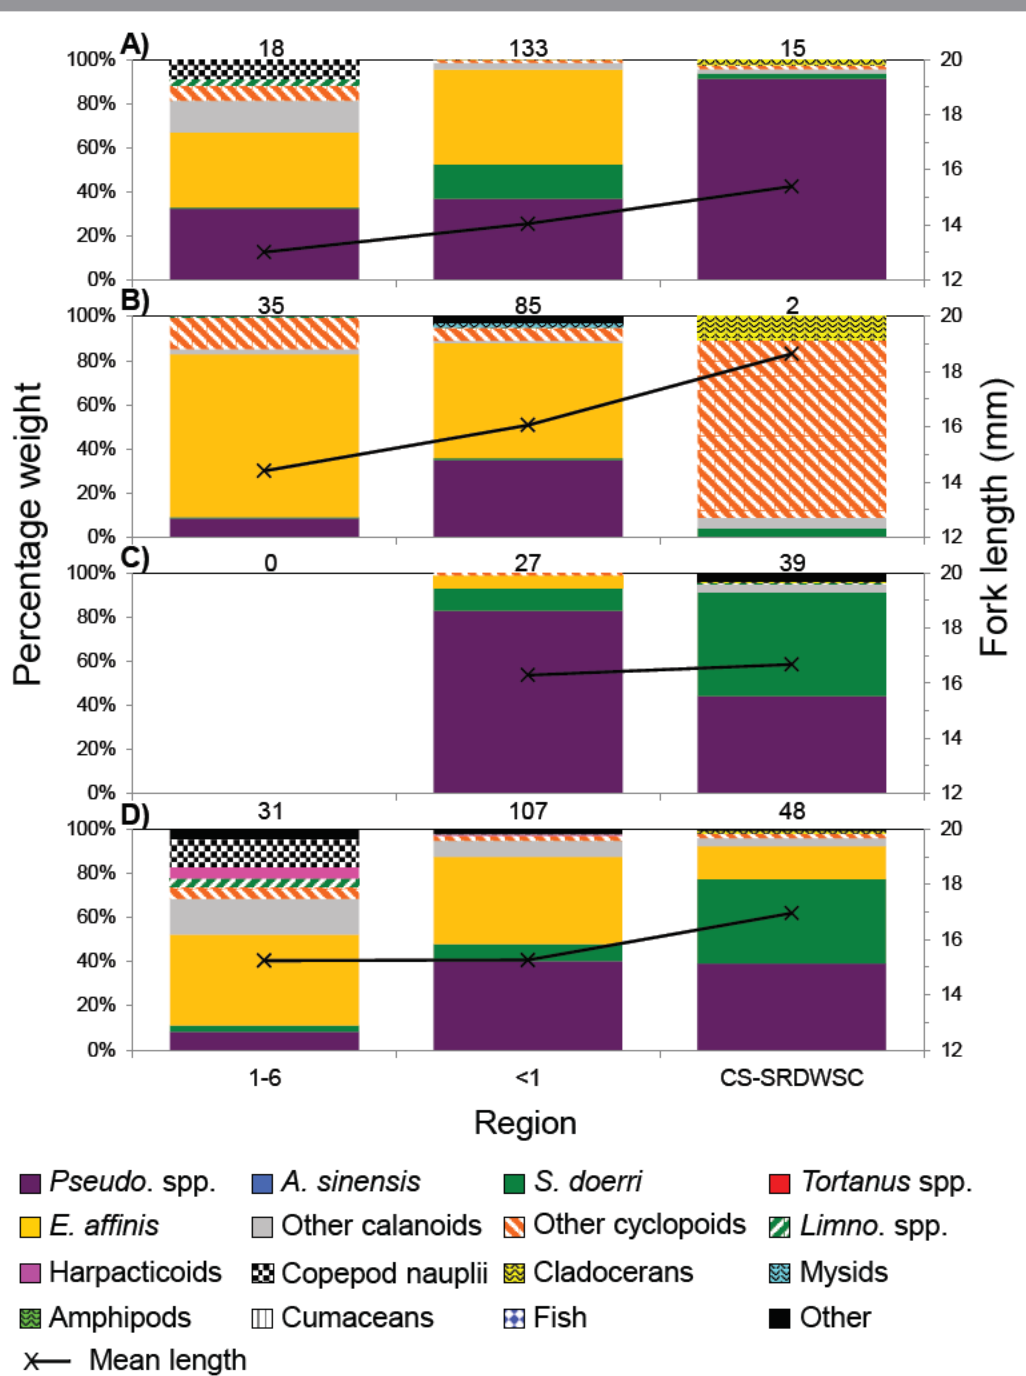 A) 18 133 15
100% 20
80% 18
60% 16
40% 14
20%
0% 12
B) 35 85 2
100% 20
80% 18
60% 16
40% 14
20%
0% 12
C) 0 27 39
100% 20
80% 18
60% 16
40% 14
20%
0% 12
D) 31 107 48
100% 20
80% 18
60% 16
40% 14
20%
0% 12
Percentage weight
Fork length (mm)
1-6 <1 CS-SRDWSC
Region
Pseudo. spp. A. sinensis S. doerri Tortanus spp.
E. affinis Other calanoids Other cyclopoids Limno. spp.
Harpacticoids Copepod nauplii Cladocerans Mysids
Amphipods Cumaceans Fish Other
Mean length